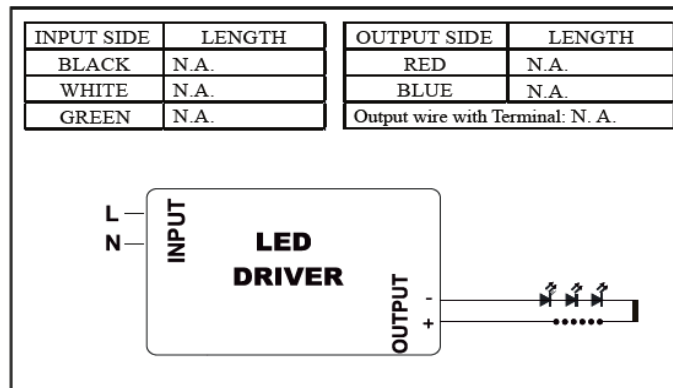 INPUT SIDE LENGTH
BLACK N.A.
WHITE N.A.
GREEN N.A.
OUTPUT SIDE LENGTH
RED N.A.
BLUE N.A.
Output wire with Terminal: N. A.
L
N
INPUT
LED
DRIVER
OUTPUT
-
+